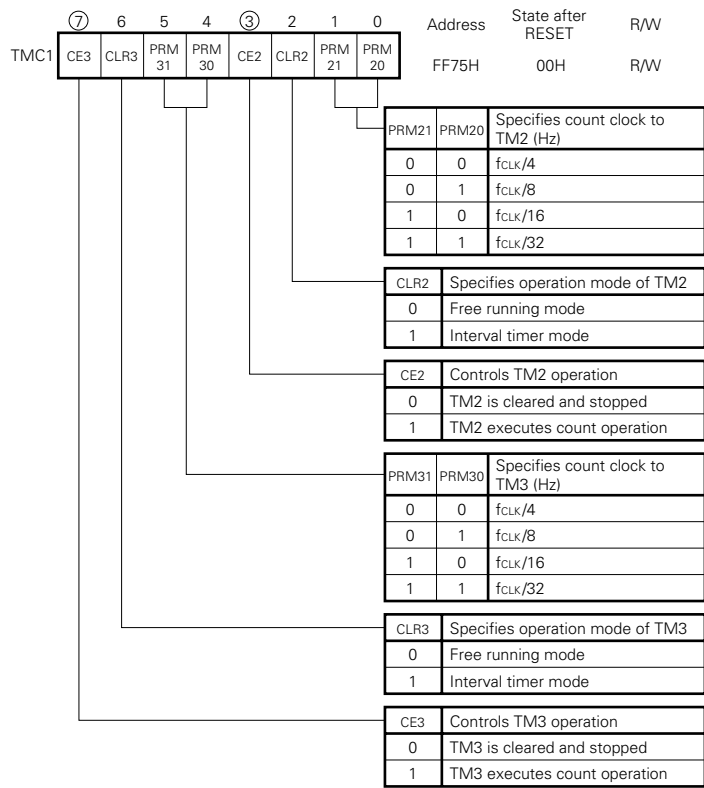 ⑦ 6 5 4 ③ 2 1 0 Address State after RESET R/W
TMC1 CE3 CLR3 PRM 31 PRM 30 CE2 CLR2 PRM 21 PRM 20 FF75H 00H R/W
PRM21 PRM20 Specifies count clock to TM2 (Hz)
0 0 fCLK/4
0 1 fCLK/8
1 0 fCLK/16
1 1 fCLK/32
CLR2 Specifies operation mode of TM2
0 Free running mode
1 Interval timer mode
CE2 Controls TM2 operation
0 TM2 is cleared and stopped
1 TM2 executes count operation
PRM31 PRM30 Specifies count clock to TM3 (Hz)
0 0 fCLK/4
0 1 fCLK/8
1 0 fCLK/16
1 1 fCLK/32
CLR3 Specifies operation mode of TM3
0 Free running mode
1 Interval timer mode
CE3 Controls TM3 operation
0 TM3 is cleared and stopped
1 TM3 executes count operation